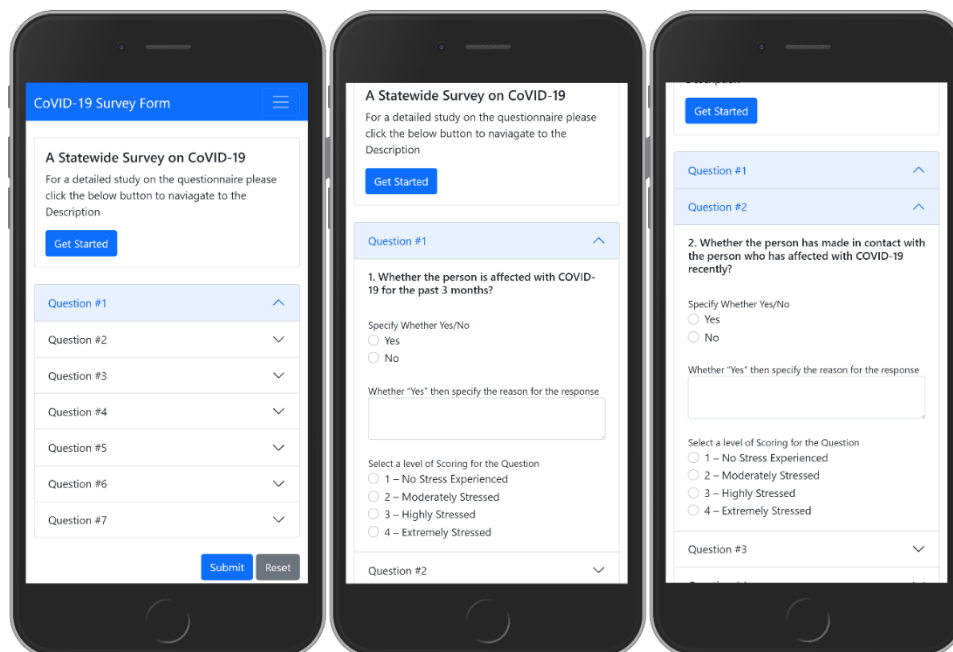 CoVID-19 Survey Form
A Statewide Survey on CoVID-19
For a detailed study on the questionnaire please
click the below button to naviagate to the
Description
Get Started
Question #1
Question #2
Question #3
Question #4
Question #5
Question #6
Question #7
Submit
Reset
A Statewide Survey on CoVID-19
For a detailed study on the questionnaire please
click the below button to naviagate to the
Description
Get Started
Question #1
1. Whether the person is affected with COVID-
19 for the past 3 months?
Specify Whether Yes/No
Yes
No
Whether "Yes" then specify the reason for the response
Select a level of Scoring for the Question
1 – No Stress Experienced
2 – Moderately Stressed
3 – Highly Stressed
4 – Extremely Stressed
Question #2
Get Started
Question #1
Question #2
2. Whether the person has made in contact with
the person who has affected with COVID-19
recently?
Specify Whether Yes/No
Yes
No
Whether "Yes" then specify the reason for the response
Select a level of Scoring for the Question
1 – No Stress Experienced
2 – Moderately Stressed
3 – Highly Stressed
4 – Extremely Stressed
Question #3